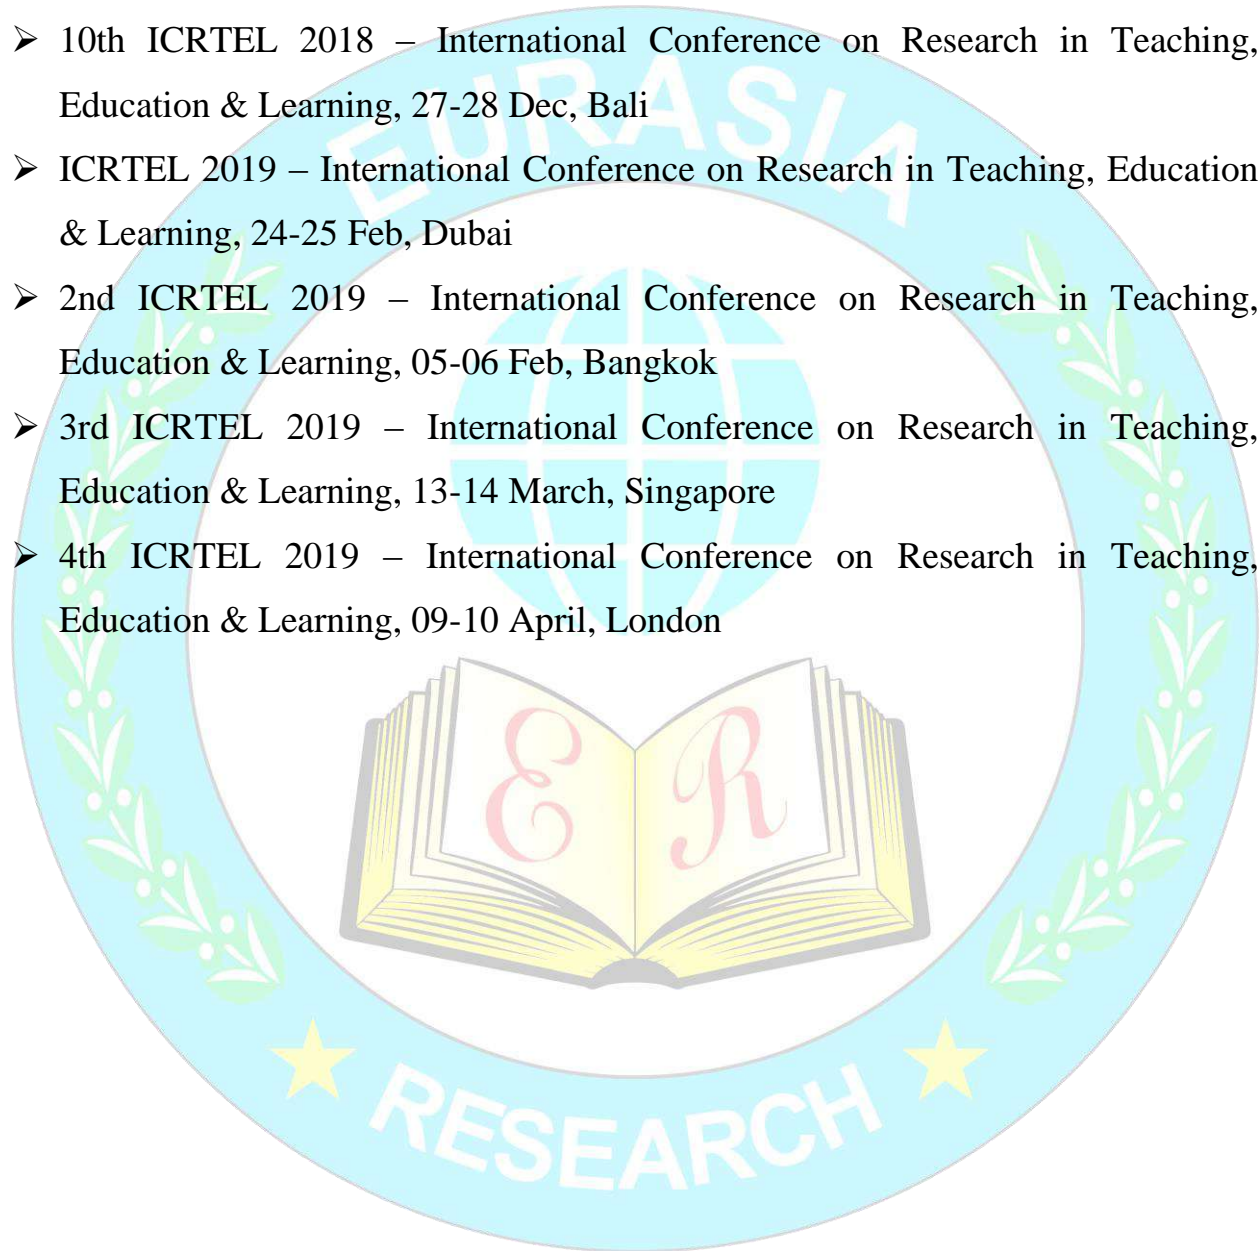 ➢ 10th ICRTEL 2018 – International Conference on Research in Teaching,
Education & Learning, 27-28 Dec, Bali
➢ ICRTEL 2019 – International Conference on Research in Teaching, Education
& Learning, 24-25 Feb, Dubai
➢ 2nd ICRTEL 2019 – International Conference on Research in Teaching,
Education & Learning, 05-06 Feb, Bangkok
➢ 3rd ICRTEL 2019 – International Conference on Research in Teaching,
Education & Learning, 13-14 March, Singapore
➢ 4th ICRTEL 2019 – International Conference on Research in Teaching,
Education & Learning, 09-10 April, London
EURASIA
E R
RESEARCH